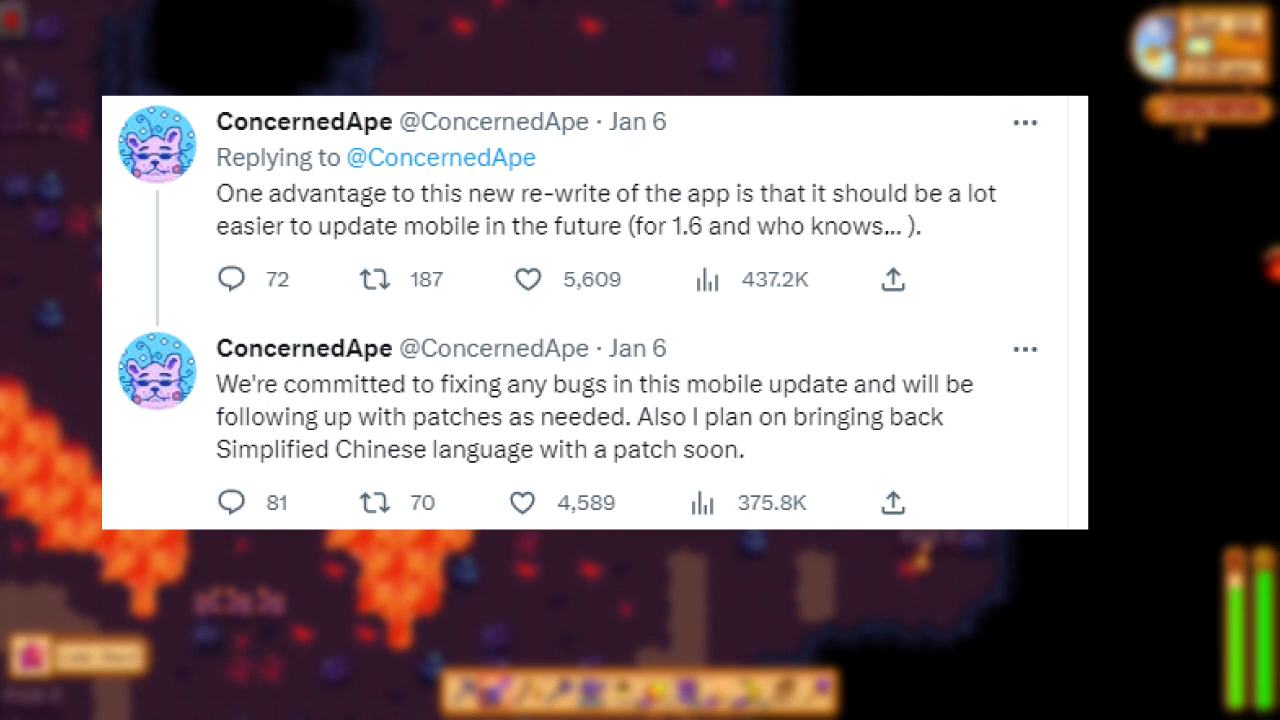 ConcernedApe @ConcernedApe · Jan 6
Replying to @ConcernedApe
One advantage to this new re-write of the app is that it should be a lot
easier to update mobile in the future (for 1.6 and who knows... ).
72 187 5,609 437.2K
ConcernedApe @ConcernedApe · Jan 6
We're committed to fixing any bugs in this mobile update and will be
following up with patches as needed. Also I plan on bringing back
Simplified Chinese language with a patch soon.
81 70 4,589 375.8K